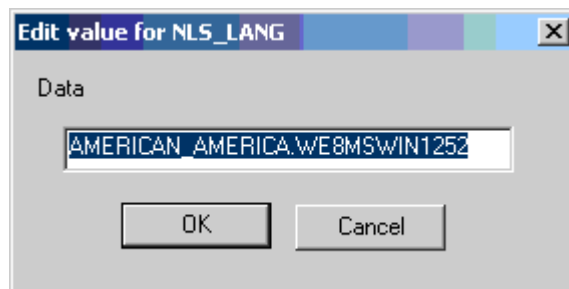 Edit value for NLS_LANG
Data
AMERICAN_AMERICA.WE8MSWIN1252
OK Cancel